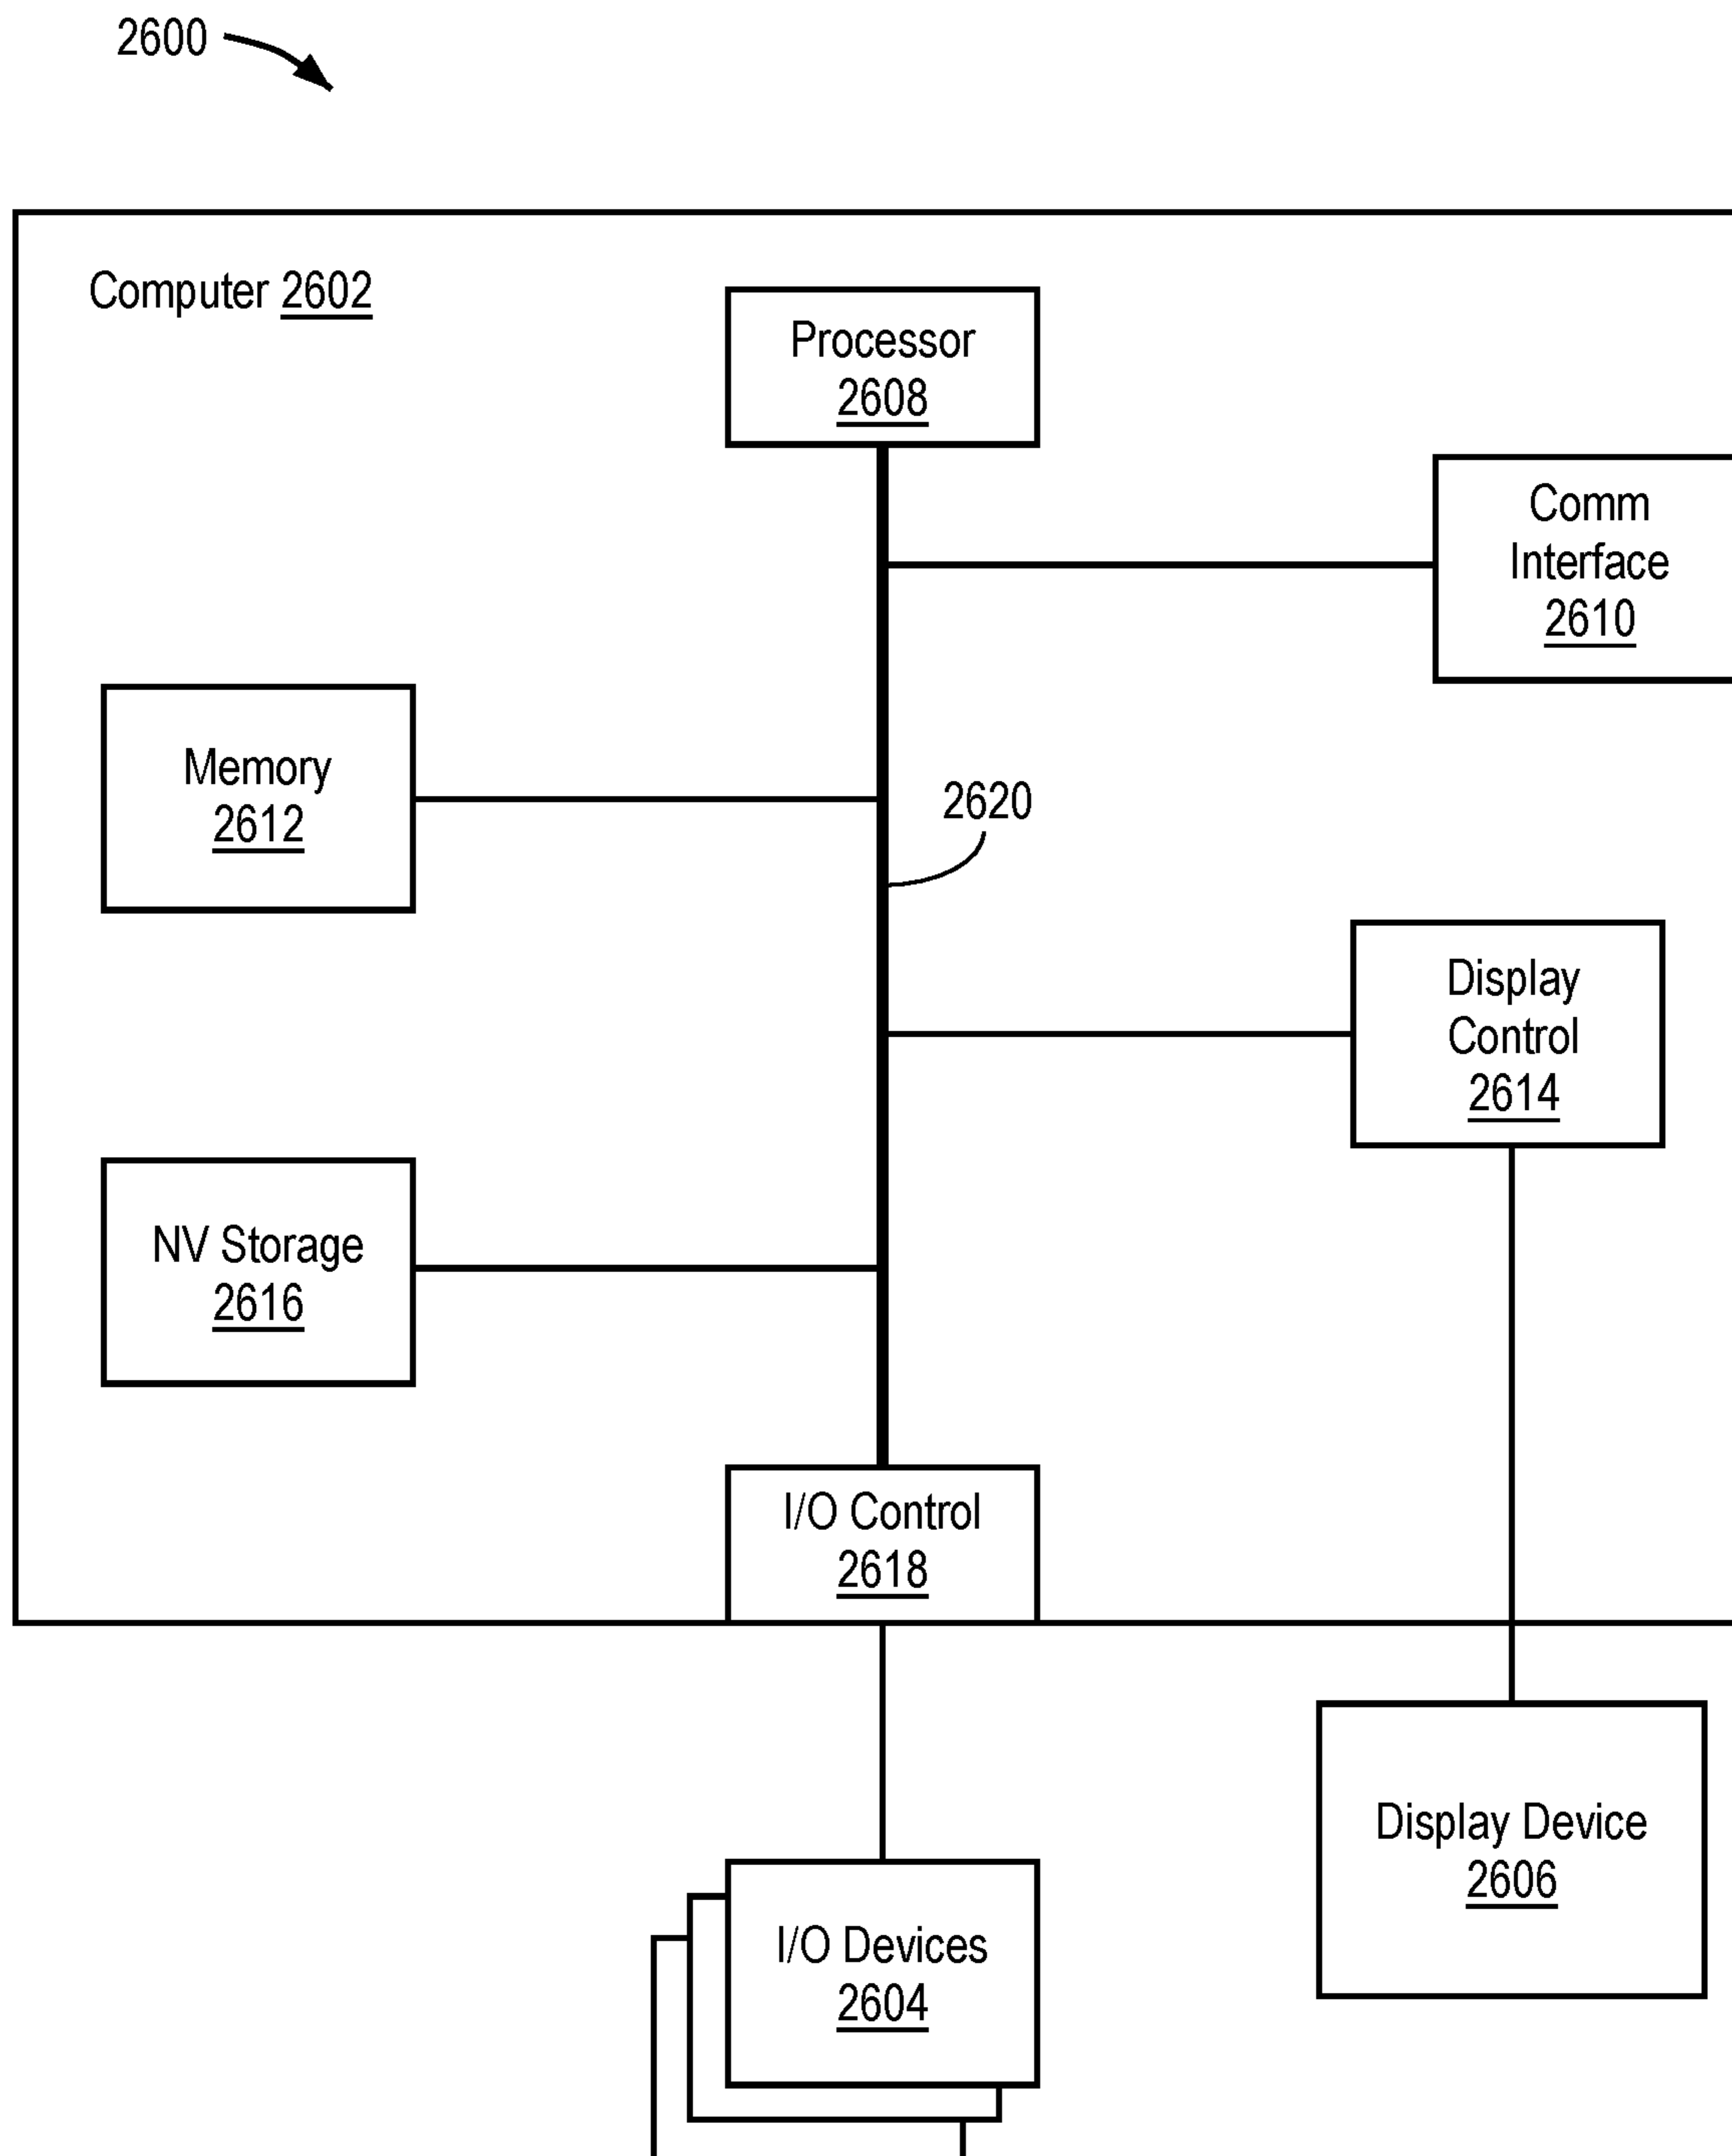 2600
Computer 2602
Processor
2608
Comm
Interface
2610
Memory
2612
2620
Display
Control
2614
NV Storage
2616
I/O Control
2618
Display Device
2606
I/O Devices
2604